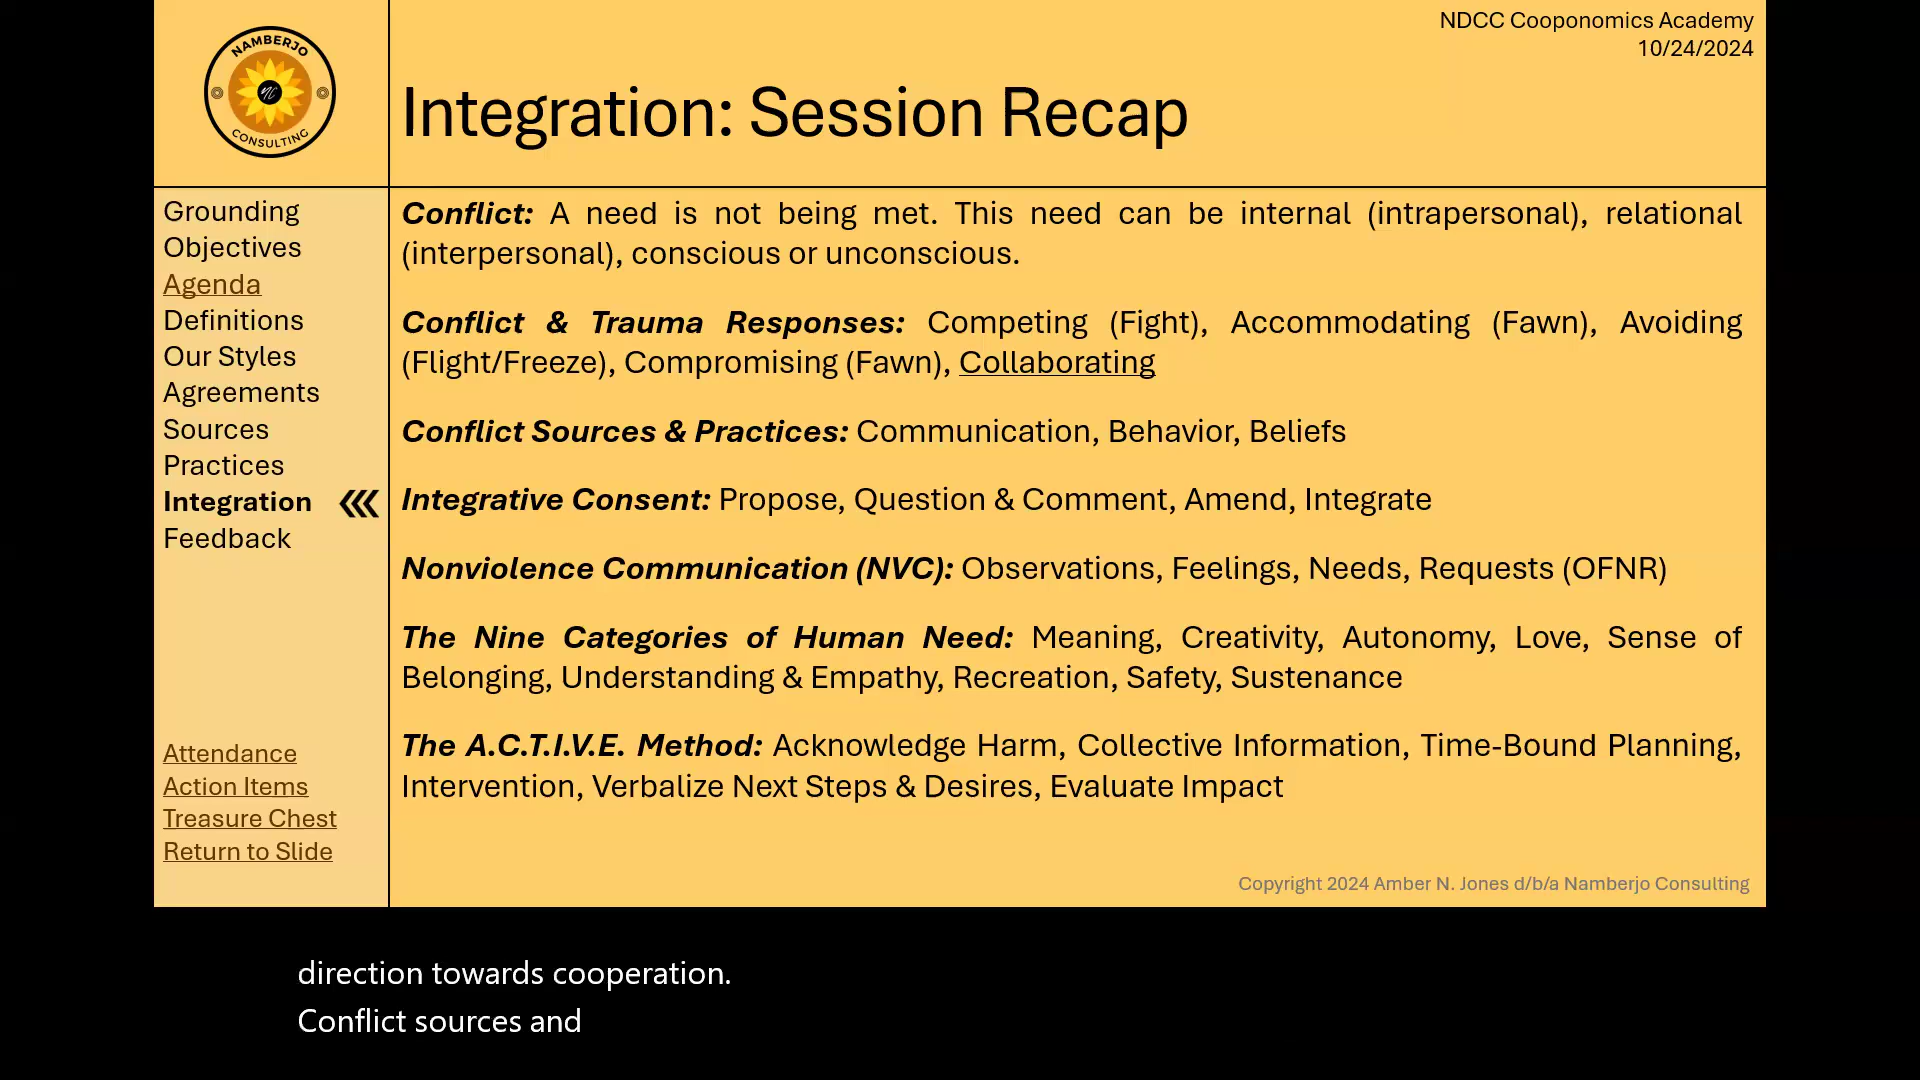 NAMBERJO
CONSULTING
NC
NDCC Cooponomics Academy
10/24/2024
Integration: Session Recap
Grounding
Objectives
Agenda
Definitions
Our Styles
Agreements
Sources
Practices
Integration
Feedback
Attendance
Action Items
Treasure Chest
Return to Slide
Conflict: A need is not being met. This need can be internal (intrapersonal), relational
(interpersonal), conscious or unconscious.
Conflict & Trauma Responses: Competing (Fight), Accommodating (Fawn), Avoiding
(Flight/Freeze), Compromising (Fawn), Collaborating
Conflict Sources & Practices: Communication, Behavior, Beliefs
Integrative Consent: Propose, Question & Comment, Amend, Integrate
Nonviolence Communication (NVC): Observations, Feelings, Needs, Requests (OFNR)
The Nine Categories of Human Need: Meaning, Creativity, Autonomy, Love, Sense of
Belonging, Understanding & Empathy, Recreation, Safety, Sustenance
The A.C.T.I.V.E. Method: Acknowledge Harm, Collective Information, Time-Bound Planning,
Intervention, Verbalize Next Steps & Desires, Evaluate Impact
Copyright 2024 Amber N. Jones d/b/a Namberjo Consulting
direction towards cooperation.
Conflict sources and